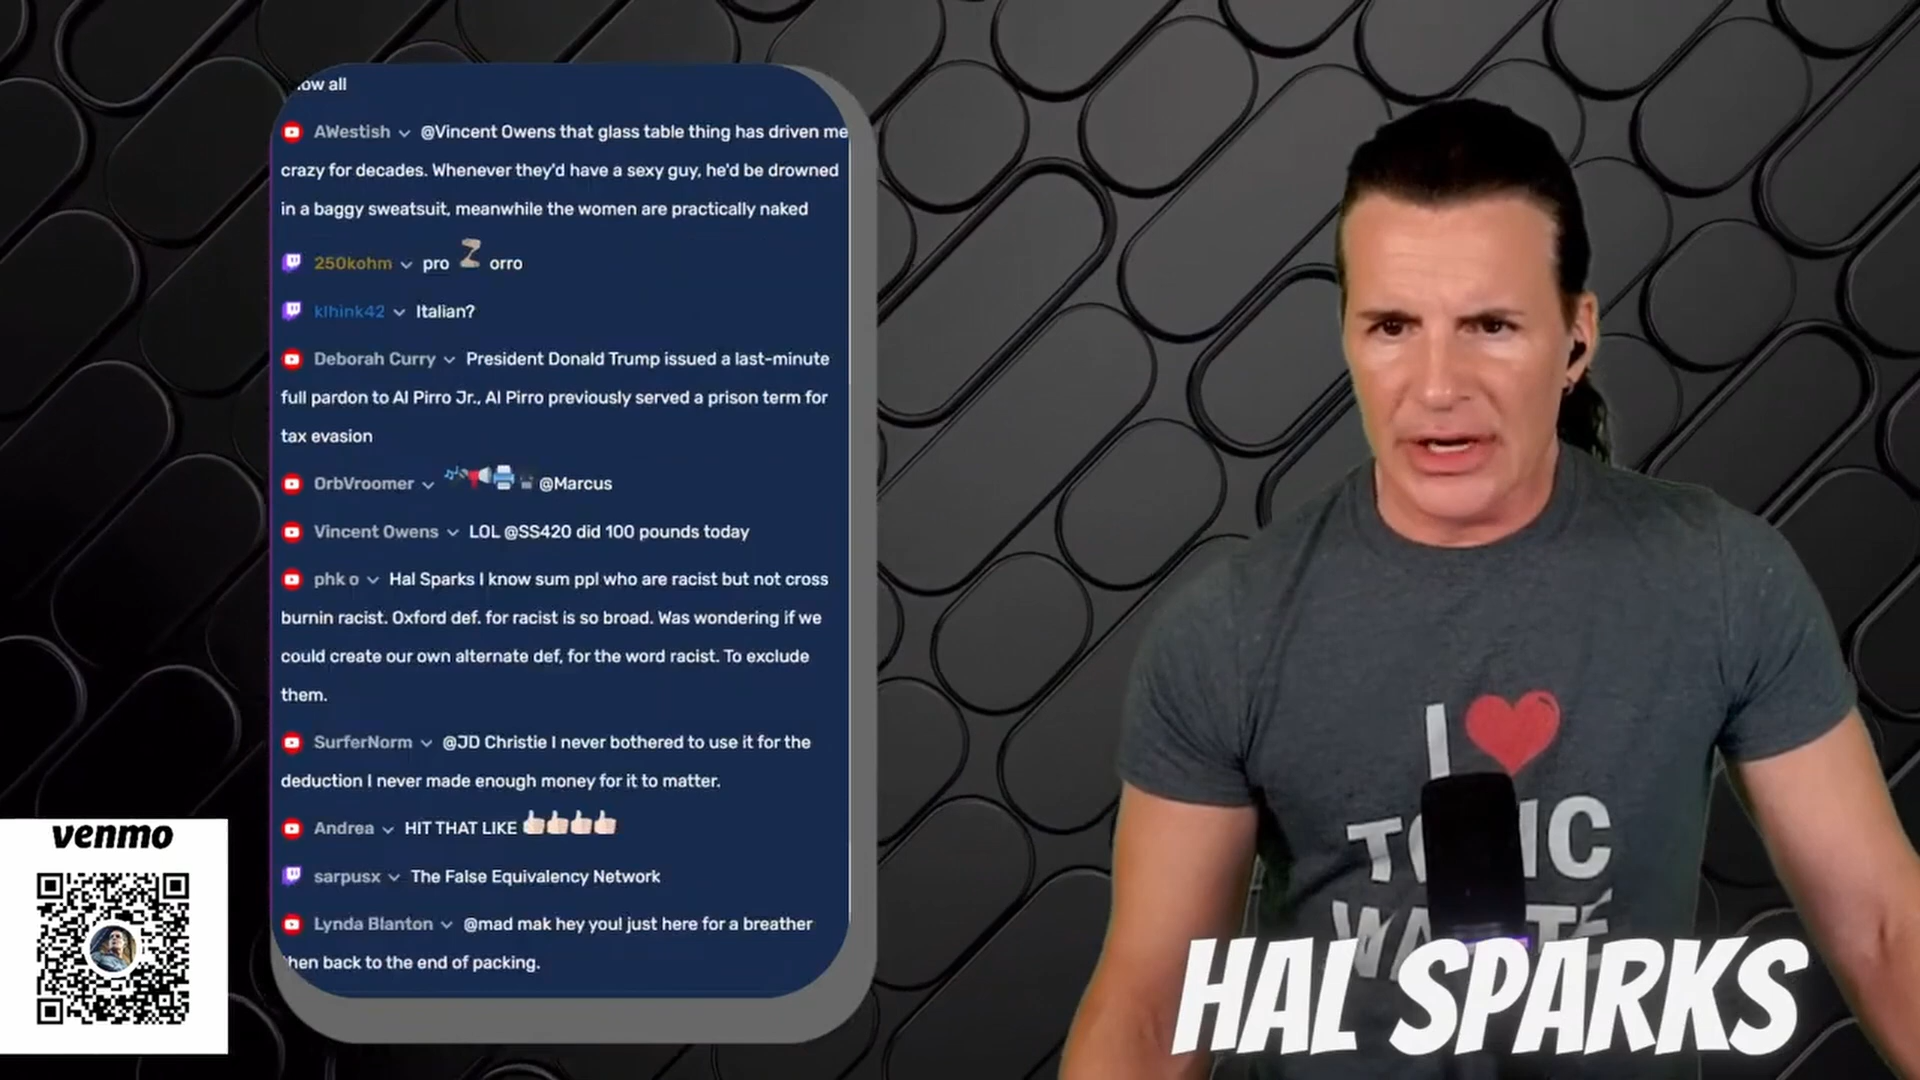 ow all
AWestish @Vincent Owens that glass table thing has driven me
crazy for decades. Whenever they'd have a sexy guy, he'd be drowned
in a baggy sweatsuit, meanwhile the women are practically naked
250kohm pro orro
klhink42 Italian?
Deborah Curry President Donald Trump issued a last-minute
full pardon to Al Pirro Jr., Al Pirro previously served a prison term for
tax evasion
OrbVroomer @Marcus
Vincent Owens LOL @SS420 did 100 pounds today
phk o Hal Sparks I know sum ppl who are racist but not cross
burnin racist. Oxford def. for racist is so broad. Was wondering if we
could create our own alternate def, for the word racist. To exclude
them.
SurferNorm @JD Christie I never bothered to use it for the
deduction I never made enough money for it to matter.
Andrea HIT THAT LIKE
sarpusx The False Equivalency Network
Lynda Blanton @mad mak hey you! just here for a breather
hen back to the end of packing.
venmo
I
T IC
WA TE
HAL SPARKS